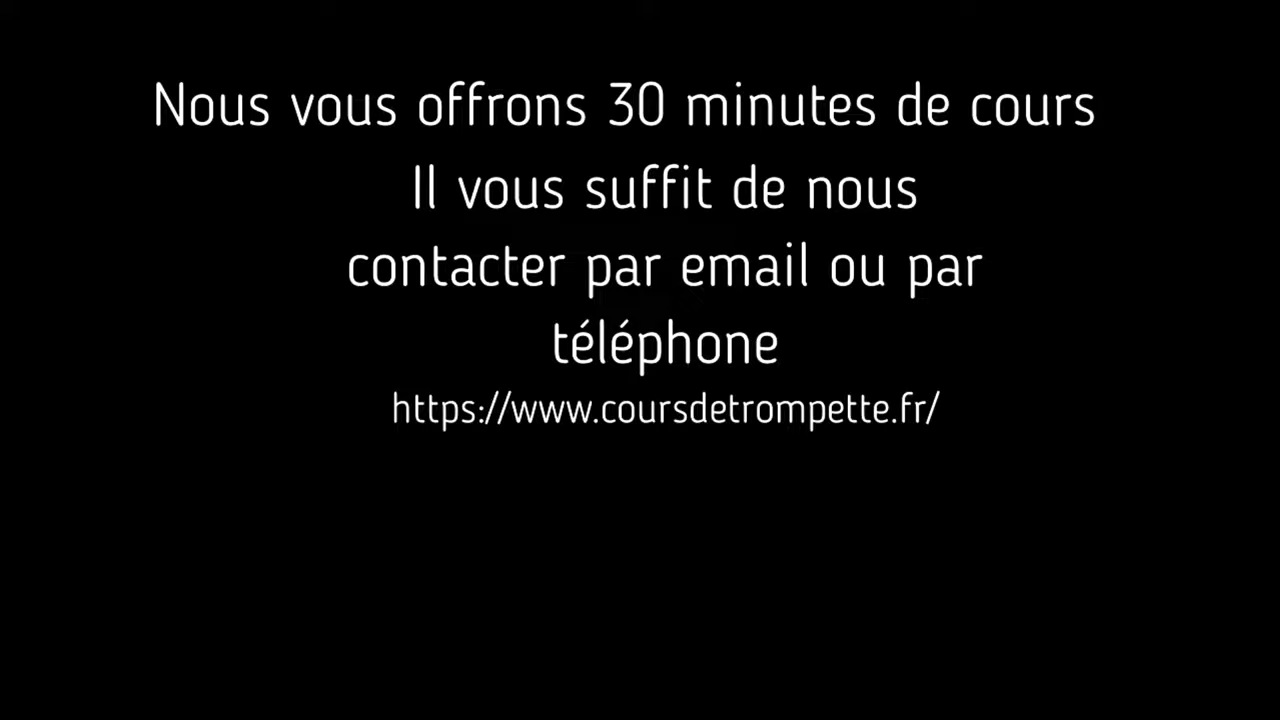 Nous vous offrons 30 minutes de cours
Il vous suffit de nous
contacter par email ou par
téléphone
https://www.coursdetrompette.fr/